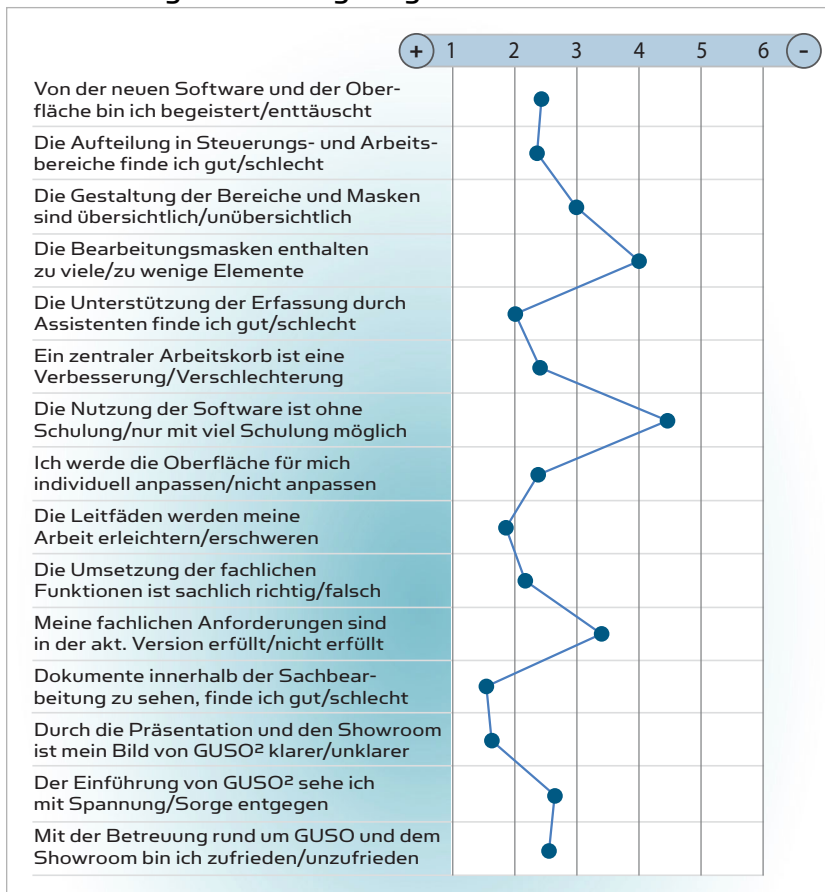 + 1 2 3 4 5 6 -
Von der neuen Software und der Ober-
fläche bin ich begeistert/enttäuscht
Die Aufteilung in Steuerungs- und Arbeits-
bereiche finde ich gut/schlecht
Die Gestaltung der Bereiche und Masken
sind übersichtlich/unübersichtlich
Die Bearbeitungsmasken enthalten
zu viele/zu wenige Elemente
Die Unterstützung der Erfassung durch
Assistenten finde ich gut/schlecht
Ein zentraler Arbeitskorb ist eine
Verbesserung/Verschlechterung
Die Nutzung der Software ist ohne
Schulung/nur mit viel Schulung möglich
Ich werde die Oberfläche für mich
individuell anpassen/nicht anpassen
Die Leitfäden werden meine
Arbeit erleichtern/erschweren
Die Umsetzung der fachlichen
Funktionen ist sachlich richtig/falsch
Meine fachlichen Anforderungen sind
in der akt. Version erfüllt/nicht erfüllt
Dokumente innerhalb der Sachbear-
beitung zu sehen, finde ich gut/schlecht
Durch die Präsentation und den Showroom
ist mein Bild von GUSO² klarer/unklarer
Der Einführung von GUSO² sehe ich
mit Spannung/Sorge entgegen
Mit der Betreuung rund um GUSO und dem
Showroom bin ich zufrieden/unzufrieden